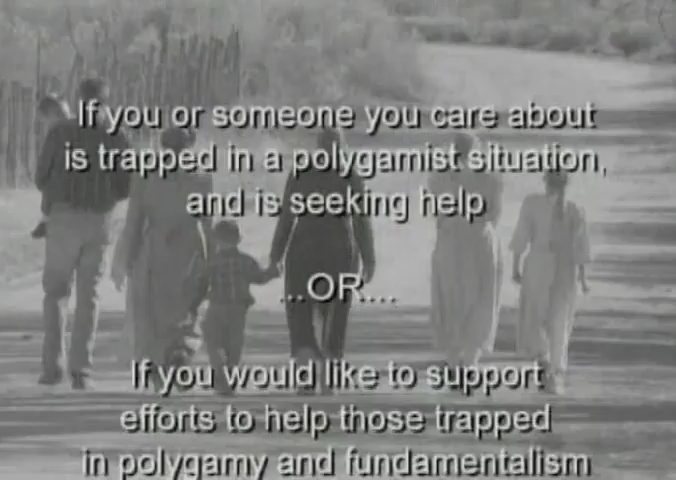 If you or someone you care about
is trapped in a polygamist situation,
and is seeking help
...OR...
If you would like to support
efforts to help those trapped
in polygamy and fundamentalism